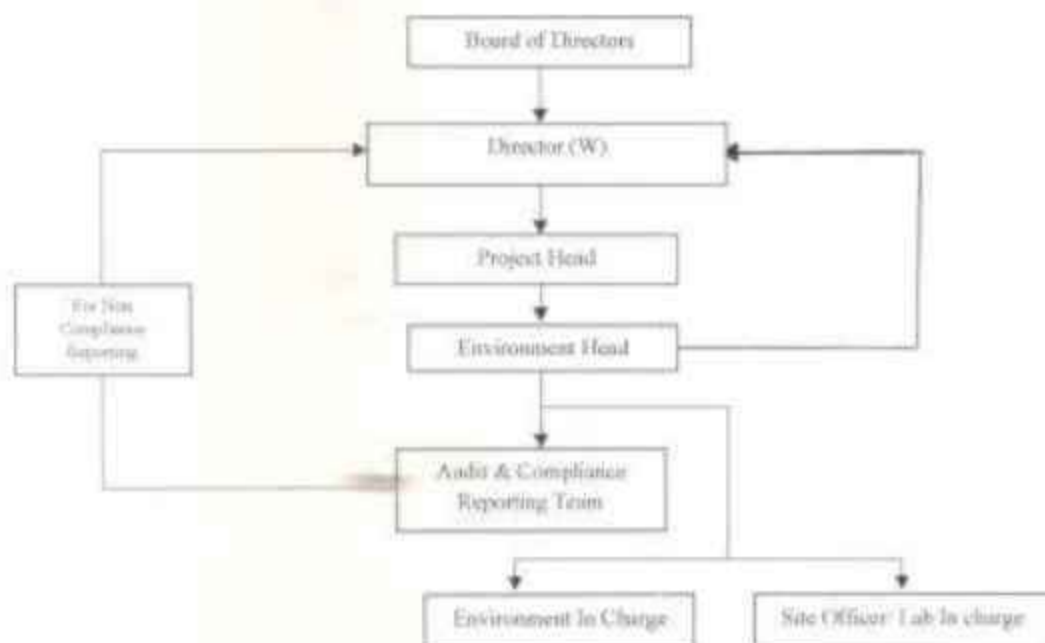 Board of Directors
Director (W)
Project Head
For Non
Compliance
Reporting
Environment Head
Audit & Compliance
Reporting Team
Environment In Charge
Site Officer/ Lab In charge